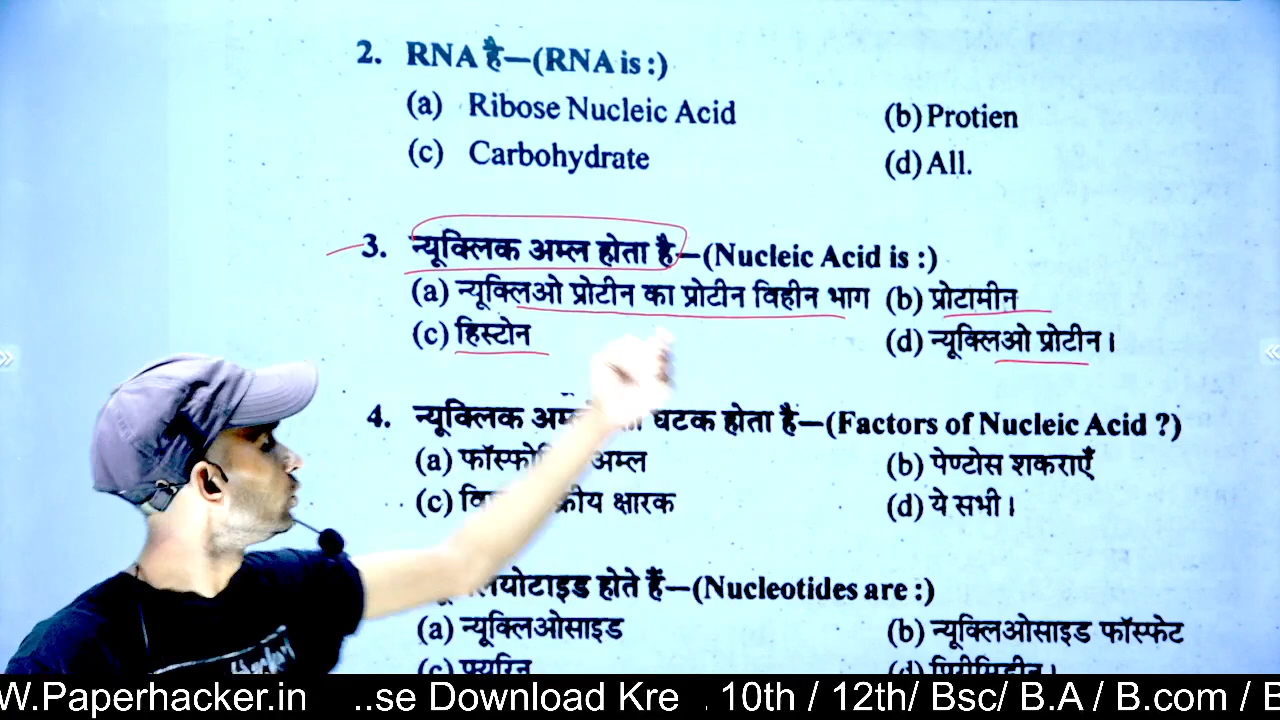 2. RNA है—(RNA is :)
(a) Ribose Nucleic Acid (b) Protien
(c) Carbohydrate (d) All.
3. न्यूक्लिक अम्ल होता है—(Nucleic Acid is :)
(a) न्यूक्लिओ प्रोटीन का प्रोटीन विहीन भाग (b) प्रोटामीन
(c) हिस्टोन (d) न्यूक्लिओ प्रोटीन।
4. न्यूक्लिक घटक होता है—(Factors of Nucleic Acid ?)
(a) अम्ल (b) पेण्टोस शकराएँ
(c) क्षारक (d) ये सभी।
होते हैं—(Nucleotides are :)
(a) न्यूक्लिओसाइड (b) न्यूक्लिओसाइड फॉस्फेट
(c) प्यूरिन (d) पिरीमिडीन।
W.Paperhacker.in ..se Download Kre . 10th / 12th/ Bsc/ B.A / B.com / B